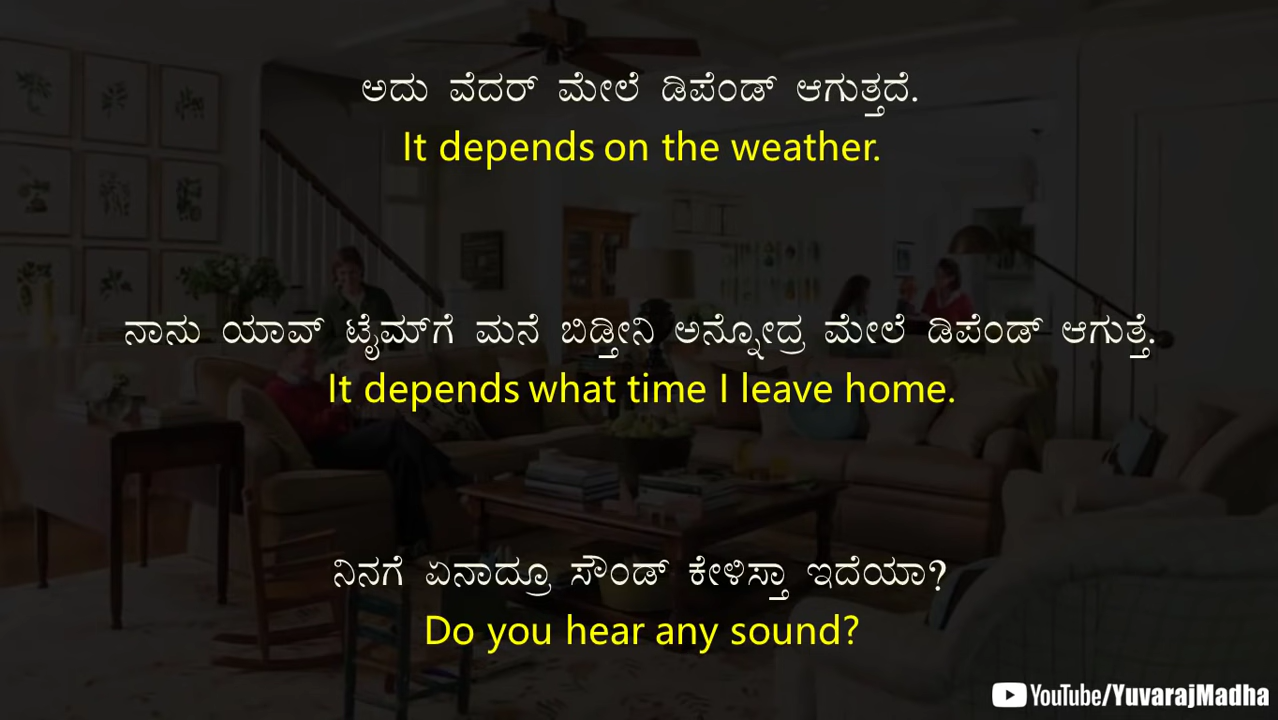 ಅದು ವೆದರ್ ಮೇಲೆ ಡಿಪೆಂಡ್ ಆಗುತ್ತದೆ.
It depends on the weather.
ನಾನು ಯಾವ್ ಟೈಮ್‌ಗೆ ಮನೆ ಬಿಡ್ತೀನಿ ಅನ್ನೋದ್ರ ಮೇಲೆ ಡಿಪೆಂಡ್ ಆಗುತ್ತೆ.
It depends what time I leave home.
ನಿನಗೆ ಏನಾದ್ರೂ ಸೌಂಡ್ ಕೇಳಿಸ್ತಾ ಇದೆಯಾ?
Do you hear any sound?
YouTube/YuvarajMadha